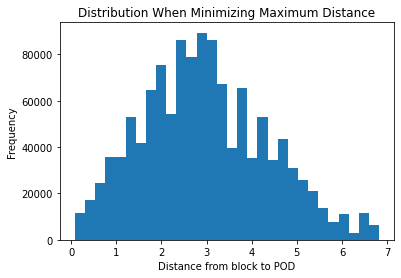 Distribution When Minimizing Maximum Distance
80000
60000
40000
20000
0
Frequency
0 1 2 3 4 5 6 7
Distance from block to POD